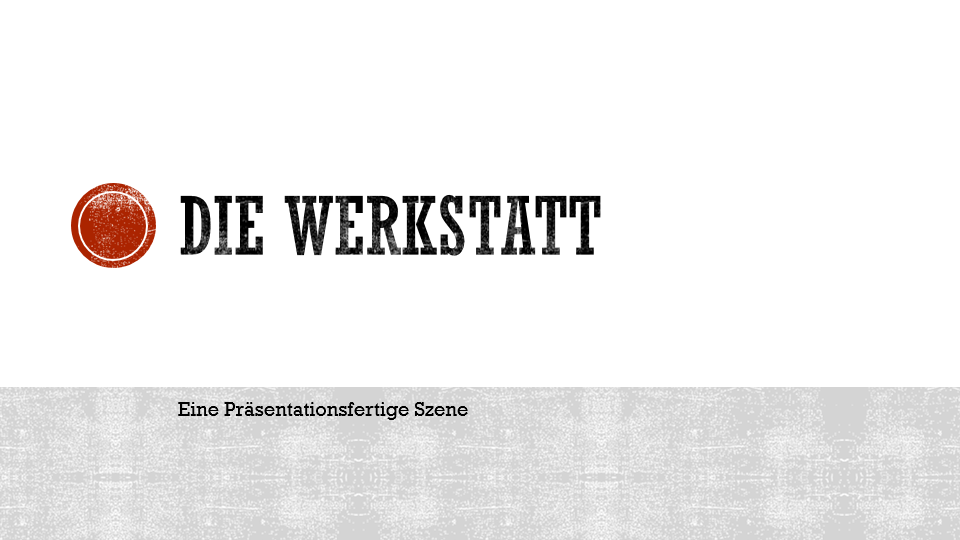 DIE WERKSTATT
Eine Präsentationsfertige Szene